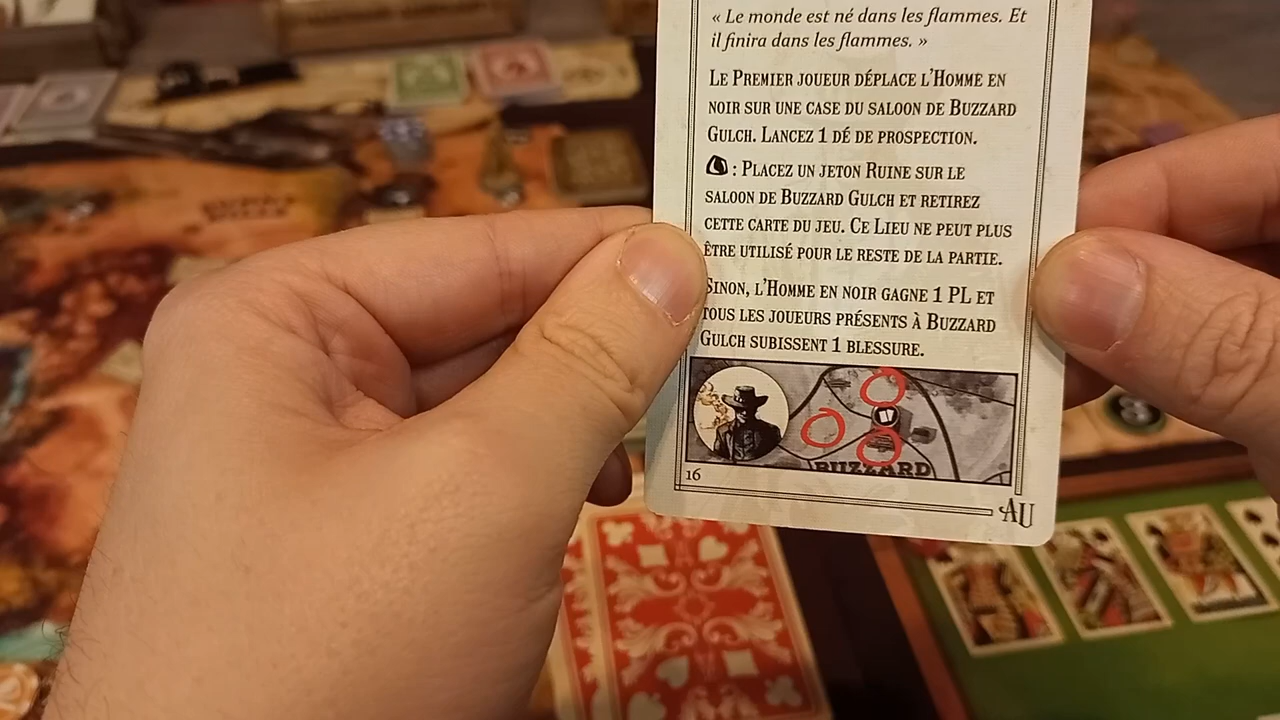 « Le monde est né dans les flammes. Et
il finira dans les flammes. »
Le Premier joueur déplace l'Homme en
noir sur une case du saloon de Buzzard
Gulch. Lancez 1 dé de prospection.
: Placez un jeton Ruine sur le
saloon de Buzzard Gulch et retirez
cette carte du jeu. Ce Lieu ne peut plus
être utilisé pour le reste de la partie.
Sinon, l'Homme en noir gagne 1 PL et
tous les joueurs présents à Buzzard
Gulch subissent 1 blessure.
BUZZARD
16
AU